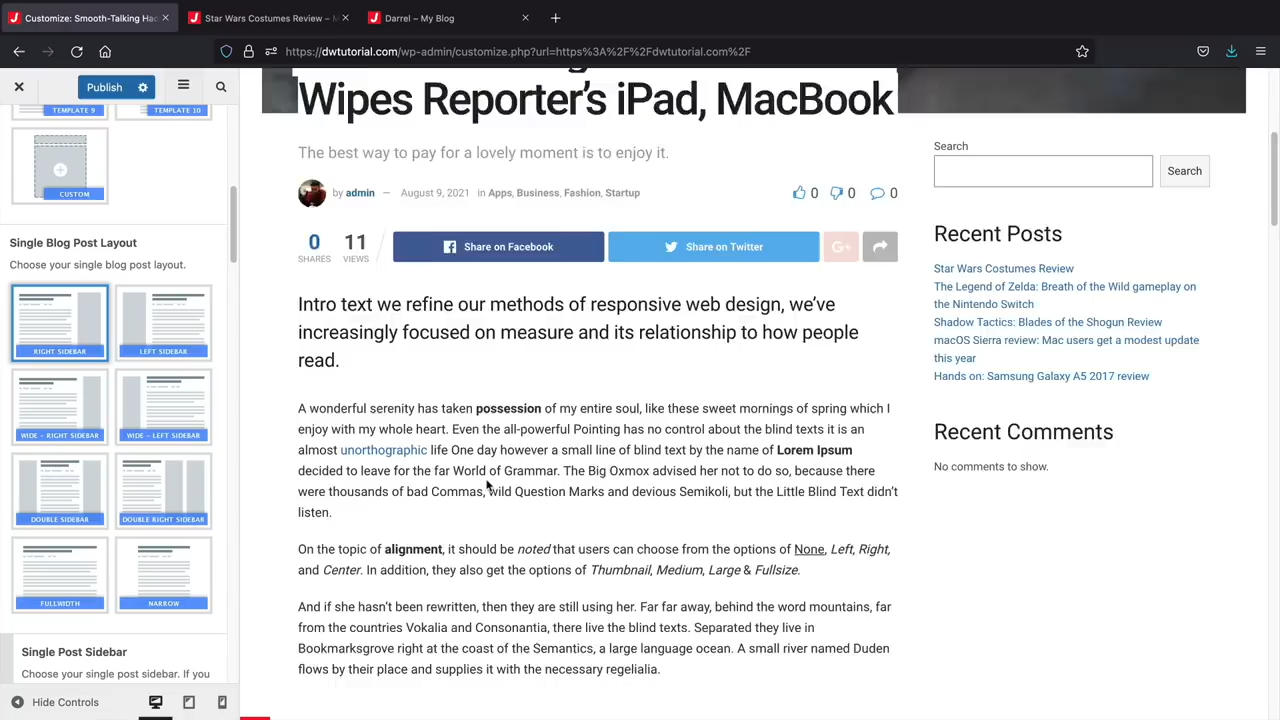 Customize: Smooth-Talking Hac
Star Wars Costumes Review – M
Darrel – My Blog
https://dwtutorial.com/wp-admin/customize.php?url=https%3A%2F%2Fdwtutorial.com%2F
Publish
TEMPLATE 9
TEMPLATE 10
CUSTOM
Single Blog Post Layout
Choose your single blog post layout.
RIGHT SIDEBAR
LEFT SIDEBAR
WIDE - RIGHT SIDEBAR
WIDE - LEFT SIDEBAR
DOUBLE SIDEBAR
DOUBLE RIGHT SIDEBAR
FULLWIDTH
NARROW
Single Post Sidebar
Choose your single post sidebar. If you
Hide Controls
Wipes Reporter's iPad, MacBook
The best way to pay for a lovely moment is to enjoy it.
by admin — August 9, 2021 in Apps, Business, Fashion, Startup
0 0 0
0 SHARES
11 VIEWS
Share on Facebook
Share on Twitter
G+
Intro text we refine our methods of responsive web design, we've
increasingly focused on measure and its relationship to how people
read.
A wonderful serenity has taken possession of my entire soul, like these sweet mornings of spring which I
enjoy with my whole heart. Even the all-powerful Pointing has no control about the blind texts it is an
almost unorthographic life One day however a small line of blind text by the name of Lorem Ipsum
decided to leave for the far World of Grammar. The Big Oxmox advised her not to do so, because there
were thousands of bad Commas, wild Question Marks and devious Semikoli, but the Little Blind Text didn't
listen.
On the topic of alignment, it should be noted that users can choose from the options of None, Left, Right,
and Center. In addition, they also get the options of Thumbnail, Medium, Large & Fullsize.
And if she hasn't been rewritten, then they are still using her. Far far away, behind the word mountains, far
from the countries Vokalia and Consonantia, there live the blind texts. Separated they live in
Bookmarksgrove right at the coast of the Semantics, a large language ocean. A small river named Duden
flows by their place and supplies it with the necessary regelialia.
Search
Search
Recent Posts
Star Wars Costumes Review
The Legend of Zelda: Breath of the Wild gameplay on
the Nintendo Switch
Shadow Tactics: Blades of the Shogun Review
macOS Sierra review: Mac users get a modest update
this year
Hands on: Samsung Galaxy A5 2017 review
Recent Comments
No comments to show.